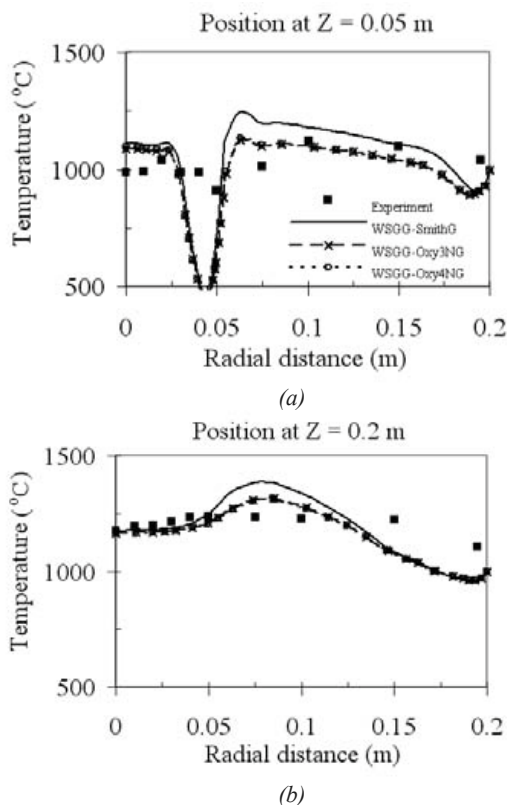 Position at Z = 0.05 m
1500
1000
500
Temperature ( °C)
Experiment
WSGG-SmithG
WSGG-Oxy3NG
WSGG-Oxy4NG
0
0.05
0.1
0.15
0.2
Radial distance (m)
(a)
Position at Z = 0.2 m
1500
1000
500
Temperature ( °C)
0
0.05
0.1
0.15
0.2
Radial distance (m)
(b)